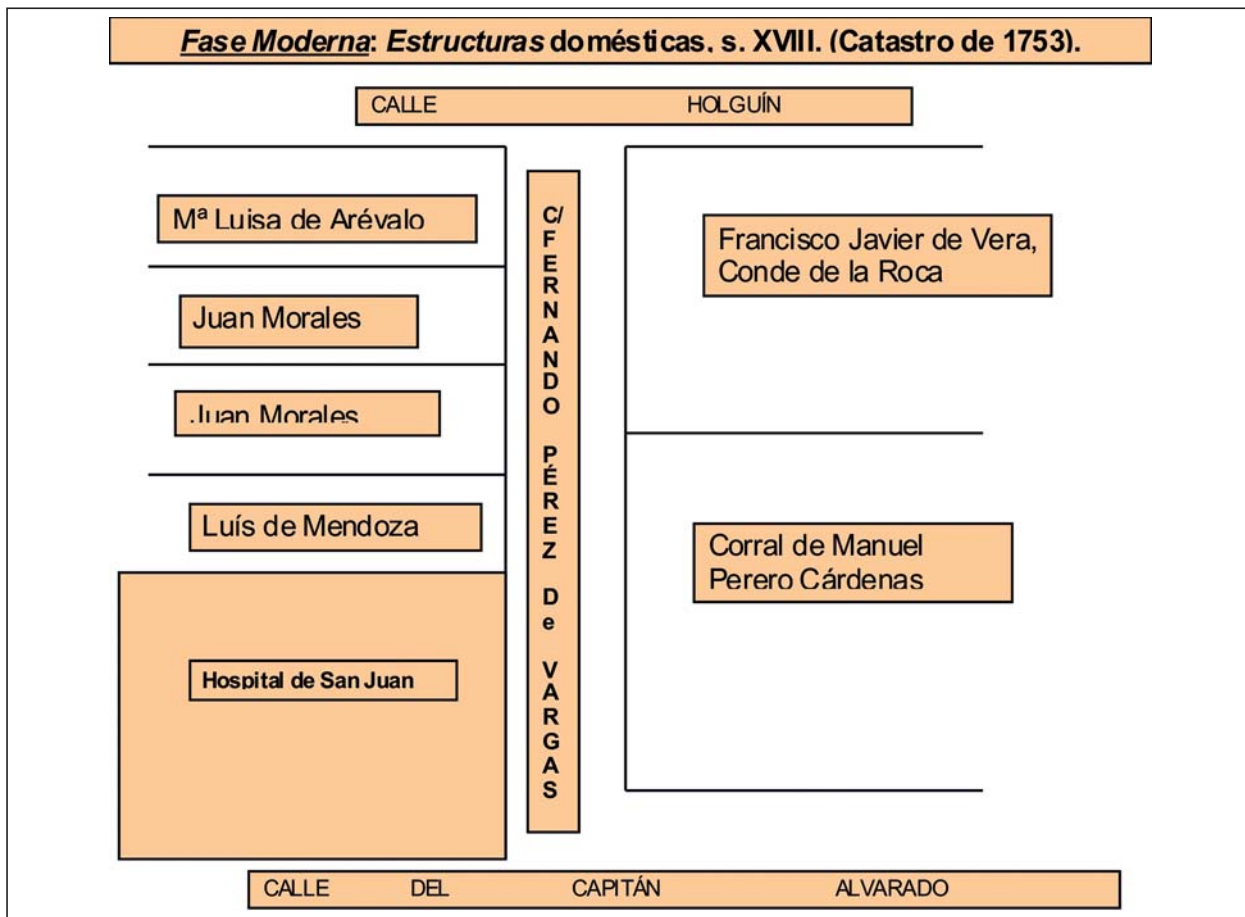 Fase Moderna: Estructuras domésticas, s. XVIII. (Catastro de 1753).
CALLE HOLGUÍN
Mª Luisa de Arévalo
Juan Morales
Juan Morales
Luís de Mendoza
Hospital de San Juan
C/ FERNANDO PÉREZ De VARGAS
Francisco Javier de Vera,
Conde de la Roca
Corral de Manuel
Perero Cárdenas
CALLE DEL CAPITÁN ALVARADO